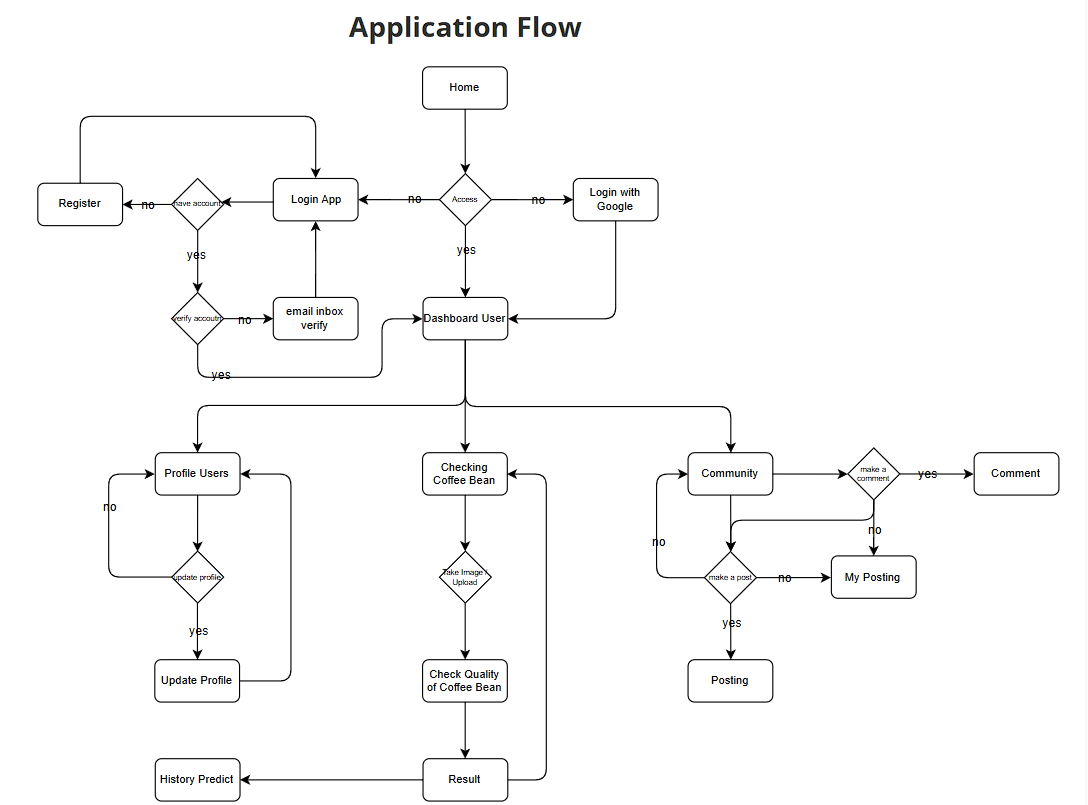 Application Flow
Home
Register
no
have account
Login App
no
Access
no
Login with
Google
yes
yes
verify accoutn
no
email inbox
verify
Dashboard User
yes
Profile Users
Checking
Coffee Bean
Community
make a
comment
yes
Comment
no
no
no
update profile
Take Image /
Upload
make a post
no
My Posting
yes
yes
Update Profile
Check Quality
of Coffee Bean
Posting
History Predict
Result